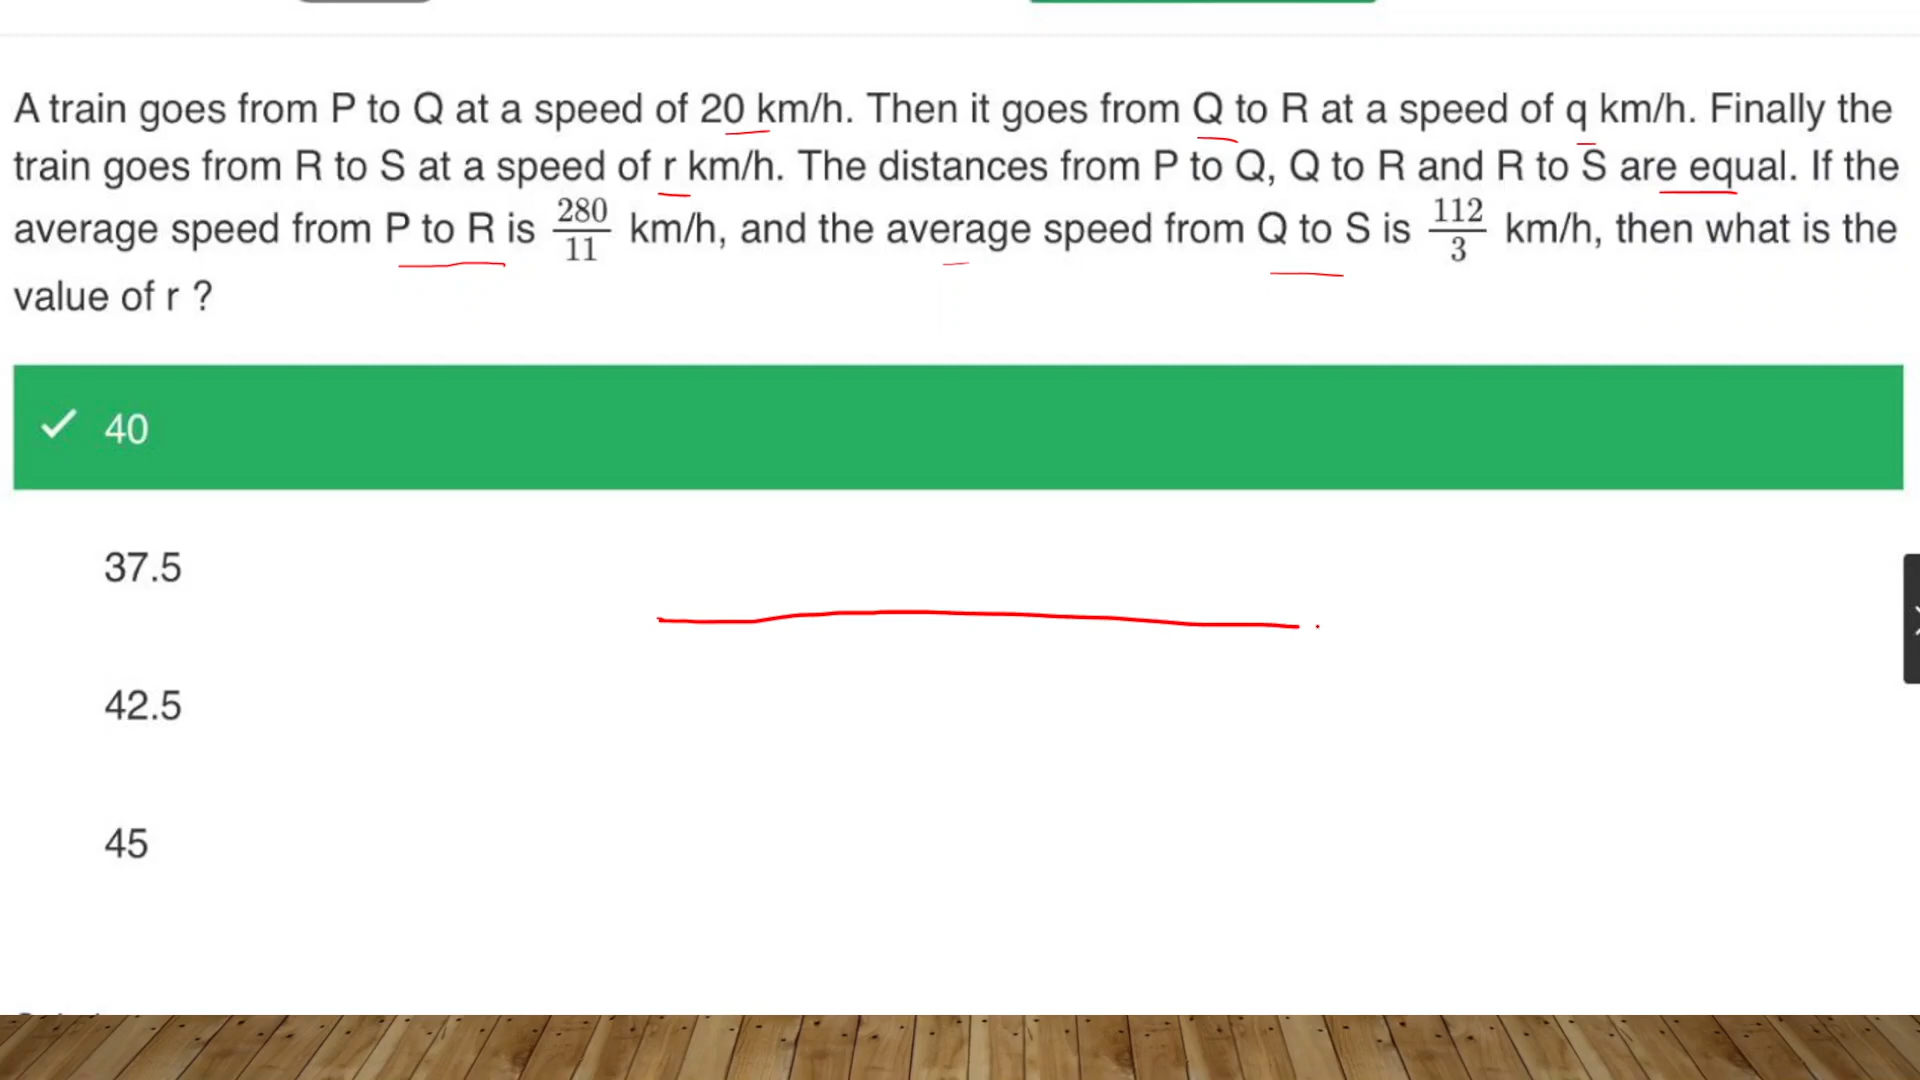 A train goes from P to Q at a speed of 20 km/h. Then it goes from Q to R at a speed of q km/h. Finally the
train goes from R to S at a speed of r km/h. The distances from P to Q, Q to R and R to S are equal. If the
average speed from P to R is 280/11 km/h, and the average speed from Q to S is 112/3 km/h, then what is the
value of r ?
40
37.5
42.5
45